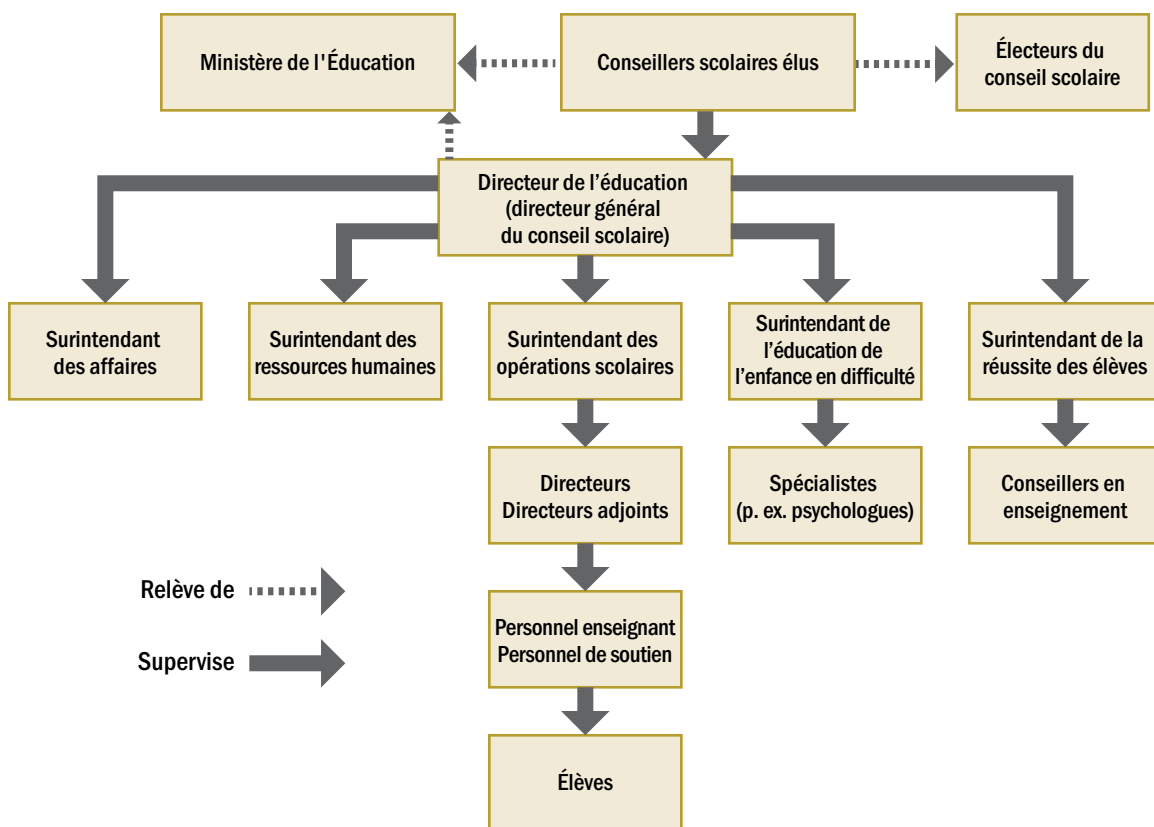 Ministère de l'Éducation
Conseillers scolaires élus
Électeurs du
conseil scolaire
Directeur de l’éducation
(directeur général
du conseil scolaire)
Surintendant
des affaires
Surintendant des
ressources humaines
Surintendant des
opérations scolaires
Surintendant de
l’éducation de
l’enfance en difficulté
Surintendant de la
réussite des élèves
Directeurs
Directeurs adjoints
Spécialistes
(p. ex. psychologues)
Conseillers en
enseignement
Relève de
Supervise
Personnel enseignant
Personnel de soutien
Élèves